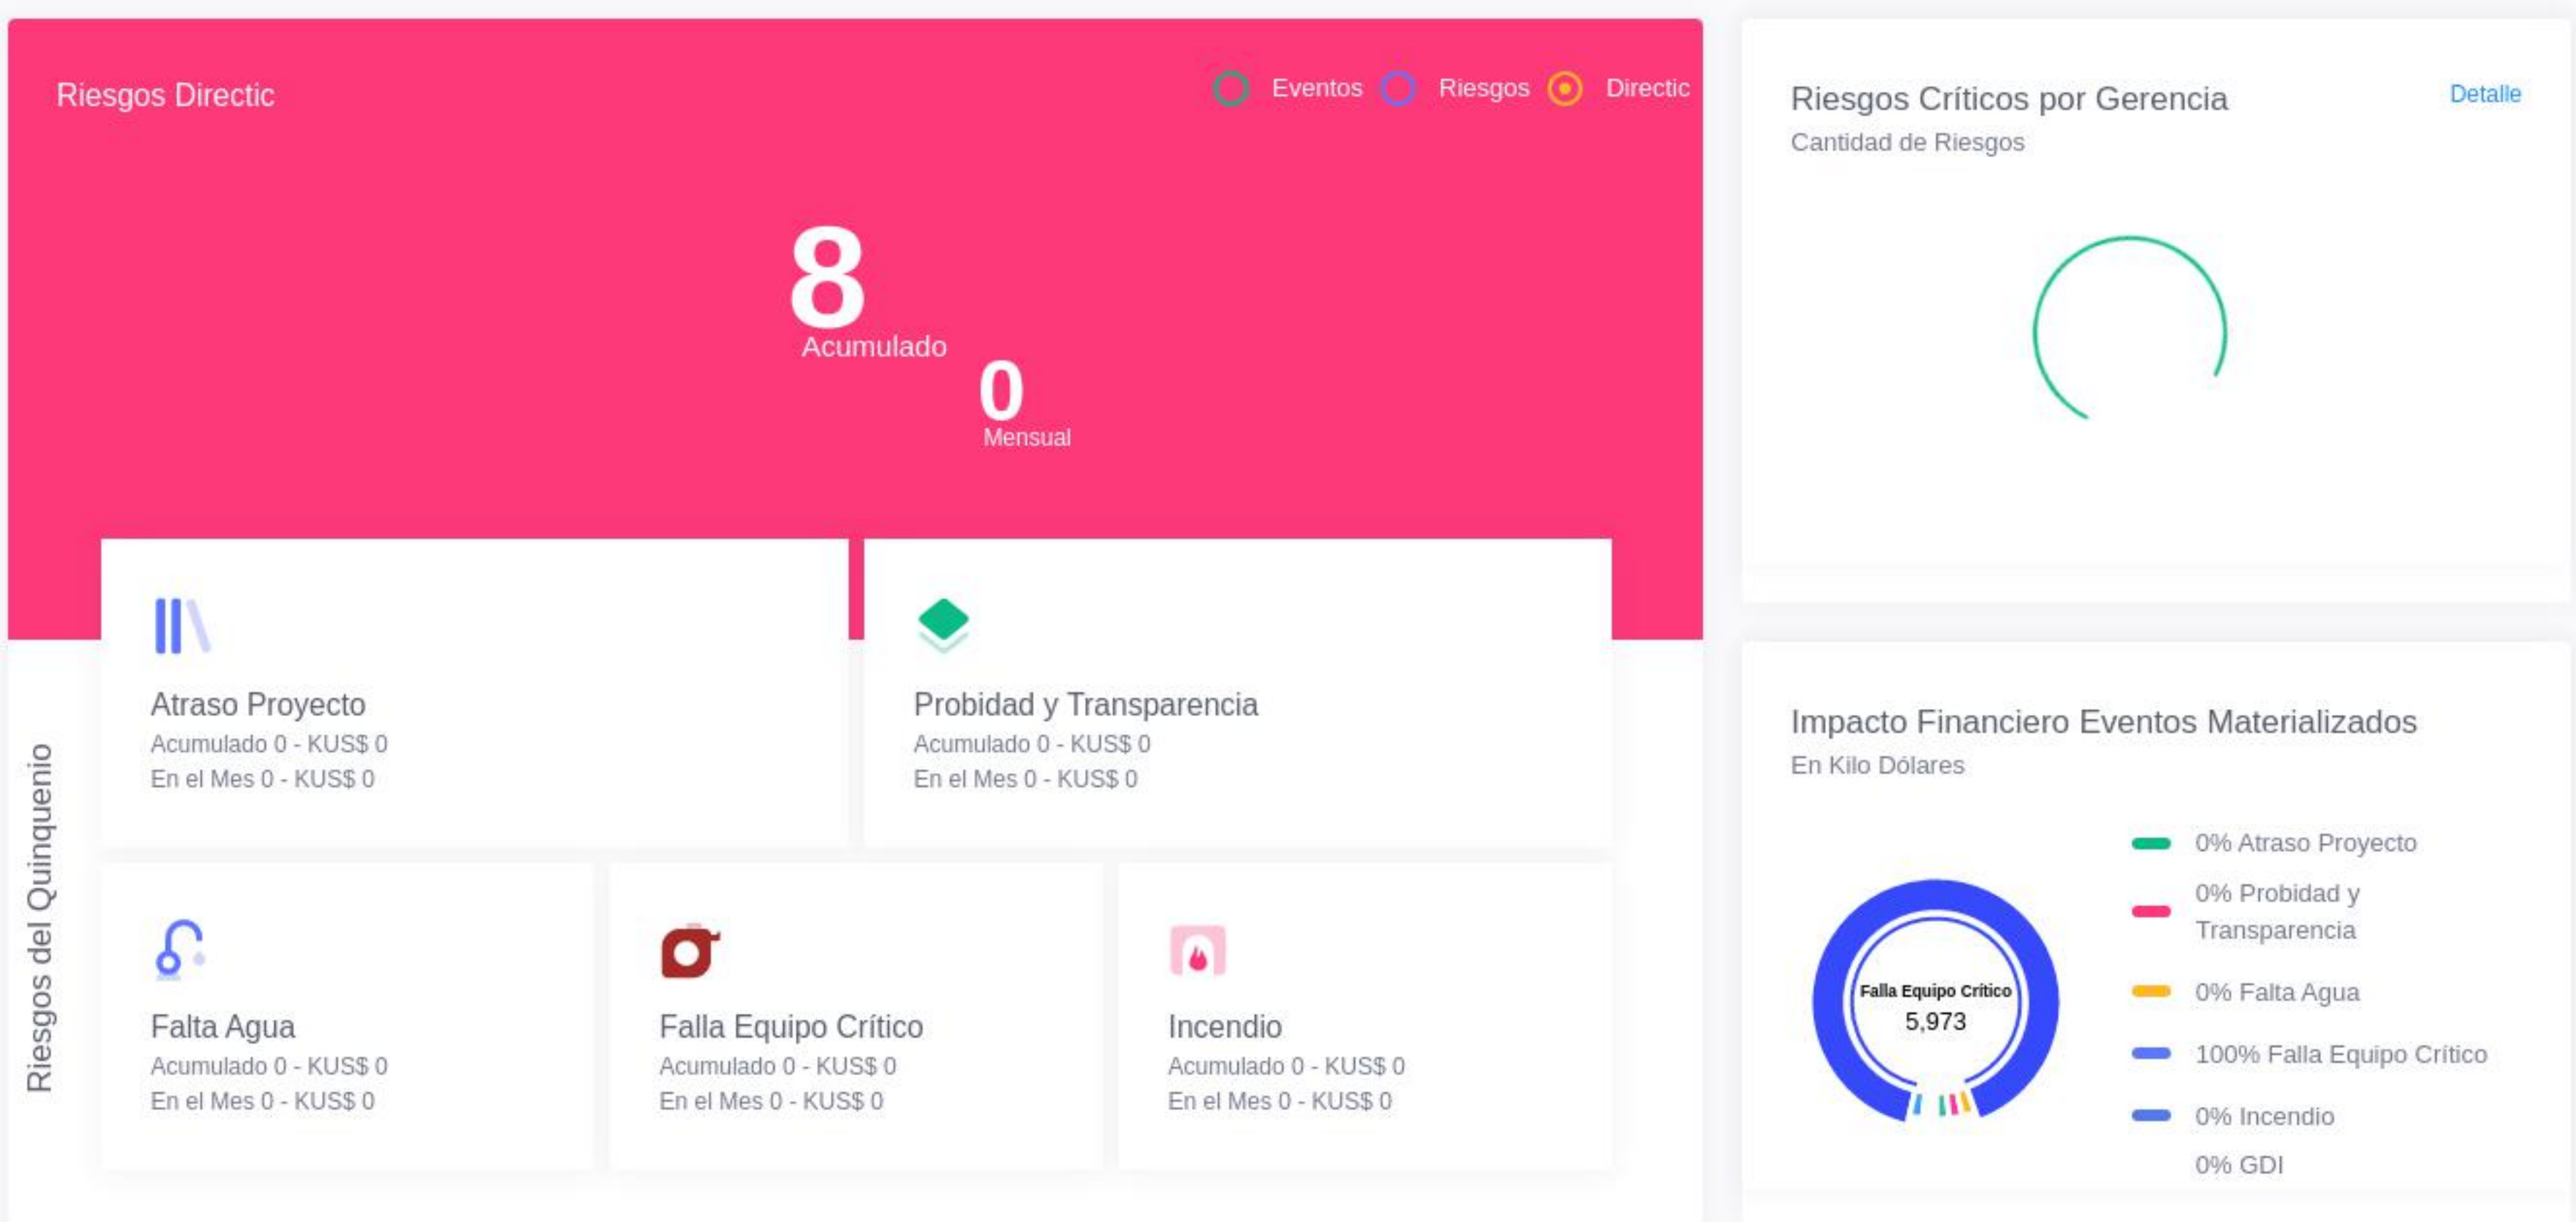 Riesgos Directic
Eventos
Riesgos
Directic
8
Acumulado
0
Mensual
Riesgos del Quinquenio
Atraso Proyecto
Acumulado 0 - KUS$ 0
En el Mes 0 - KUS$ 0
Probidad y Transparencia
Acumulado 0 - KUS$ 0
En el Mes 0 - KUS$ 0
Falta Agua
Acumulado 0 - KUS$ 0
En el Mes 0 - KUS$ 0
Falla Equipo Crítico
Acumulado 0 - KUS$ 0
En el Mes 0 - KUS$ 0
Incendio
Acumulado 0 - KUS$ 0
En el Mes 0 - KUS$ 0
Riesgos Críticos por Gerencia
Detalle
Cantidad de Riesgos
Impacto Financiero Eventos Materializados
En Kilo Dólares
Falla Equipo Crítico
5,973
0% Atraso Proyecto
0% Probidad y
Transparencia
0% Falta Agua
100% Falla Equipo Crítico
0% Incendio
0% GDI